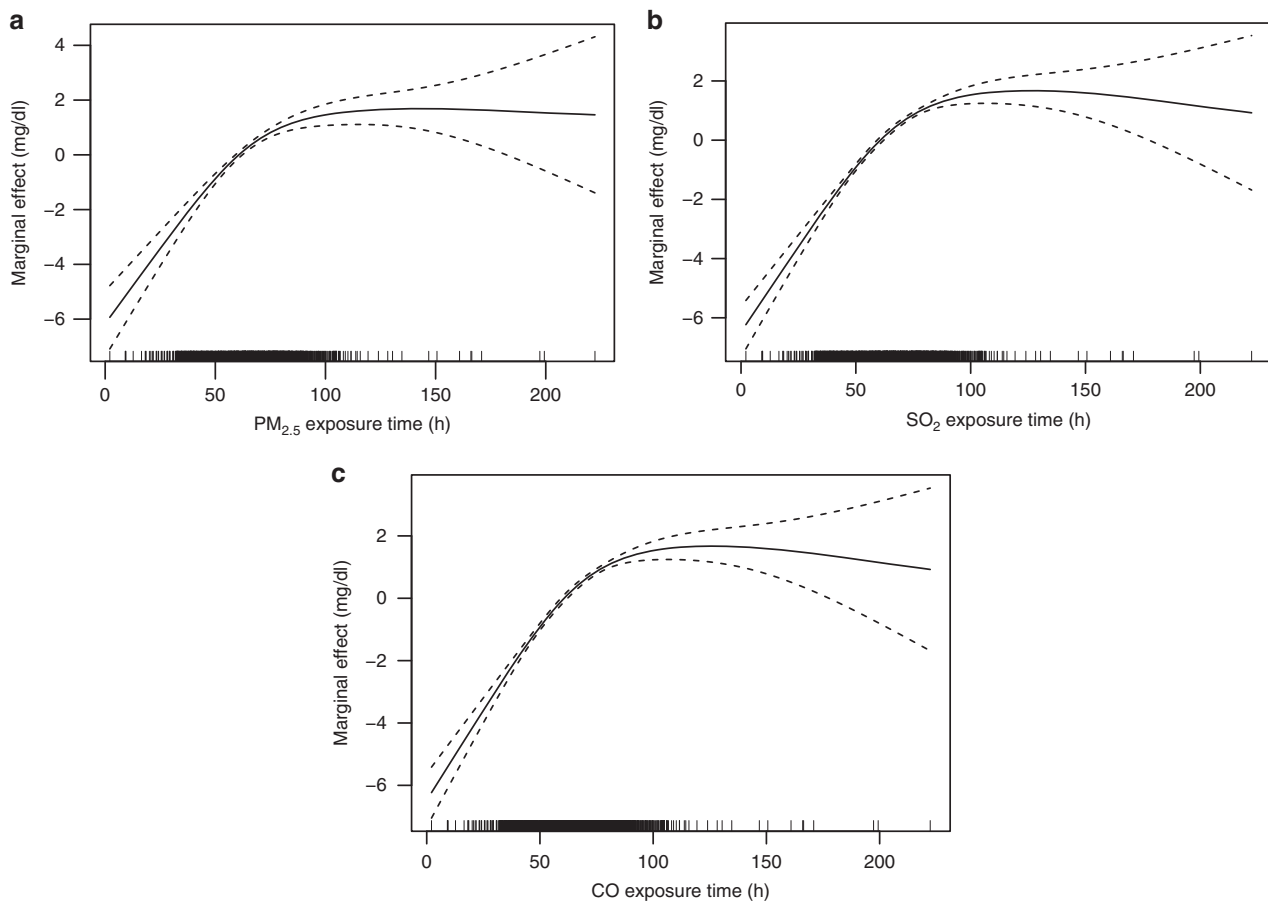 a
Marginal effect (mg/dl)
4
2
0
−2
−4
−6
0 50 100 150 200
PM2.5 exposure time (h)
b
Marginal effect (mg/dl)
2
0
−2
−4
−6
0 50 100 150 200
SO2 exposure time (h)
c
Marginal effect (mg/dl)
2
0
−2
−4
−6
0 50 100 150 200
CO exposure time (h)